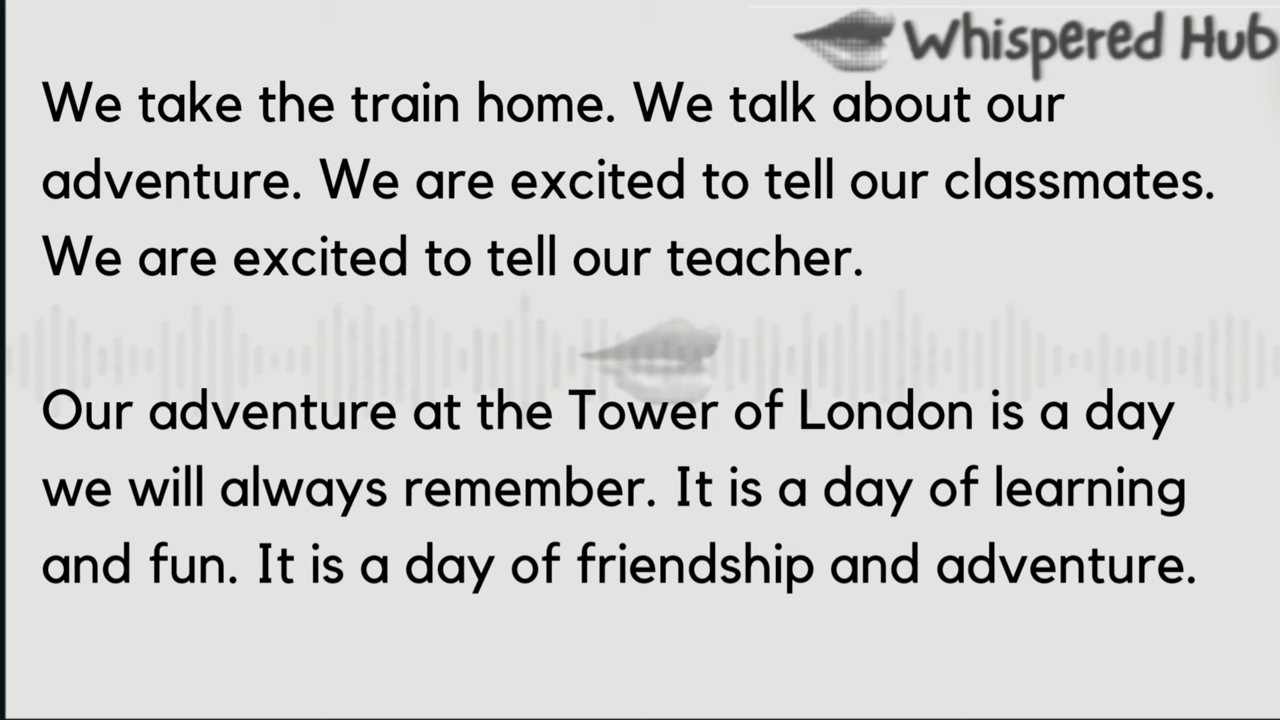 Whispered Hub
We take the train home. We talk about our
adventure. We are excited to tell our classmates.
We are excited to tell our teacher.
Our adventure at the Tower of London is a day
we will always remember. It is a day of learning
and fun. It is a day of friendship and adventure.